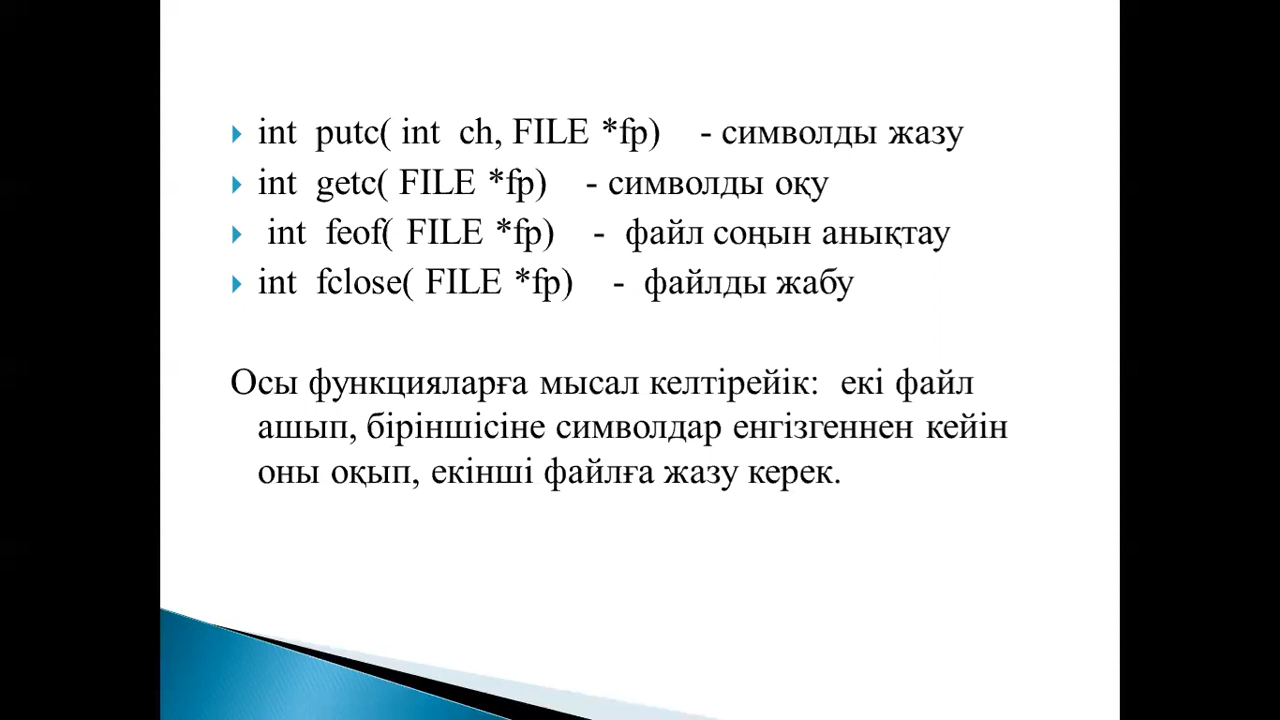 int putc( int ch, FILE *fp) - символды жазу
int getc( FILE *fp) - символды оқу
int feof( FILE *fp) - файл соңын анықтау
int fclose( FILE *fp) - файлды жабу
Осы функцияларға мысал келтірейік: екі файл
ашып, біріншісіне символдар енгізгеннен кейін
оны оқып, екінші файлға жазу керек.